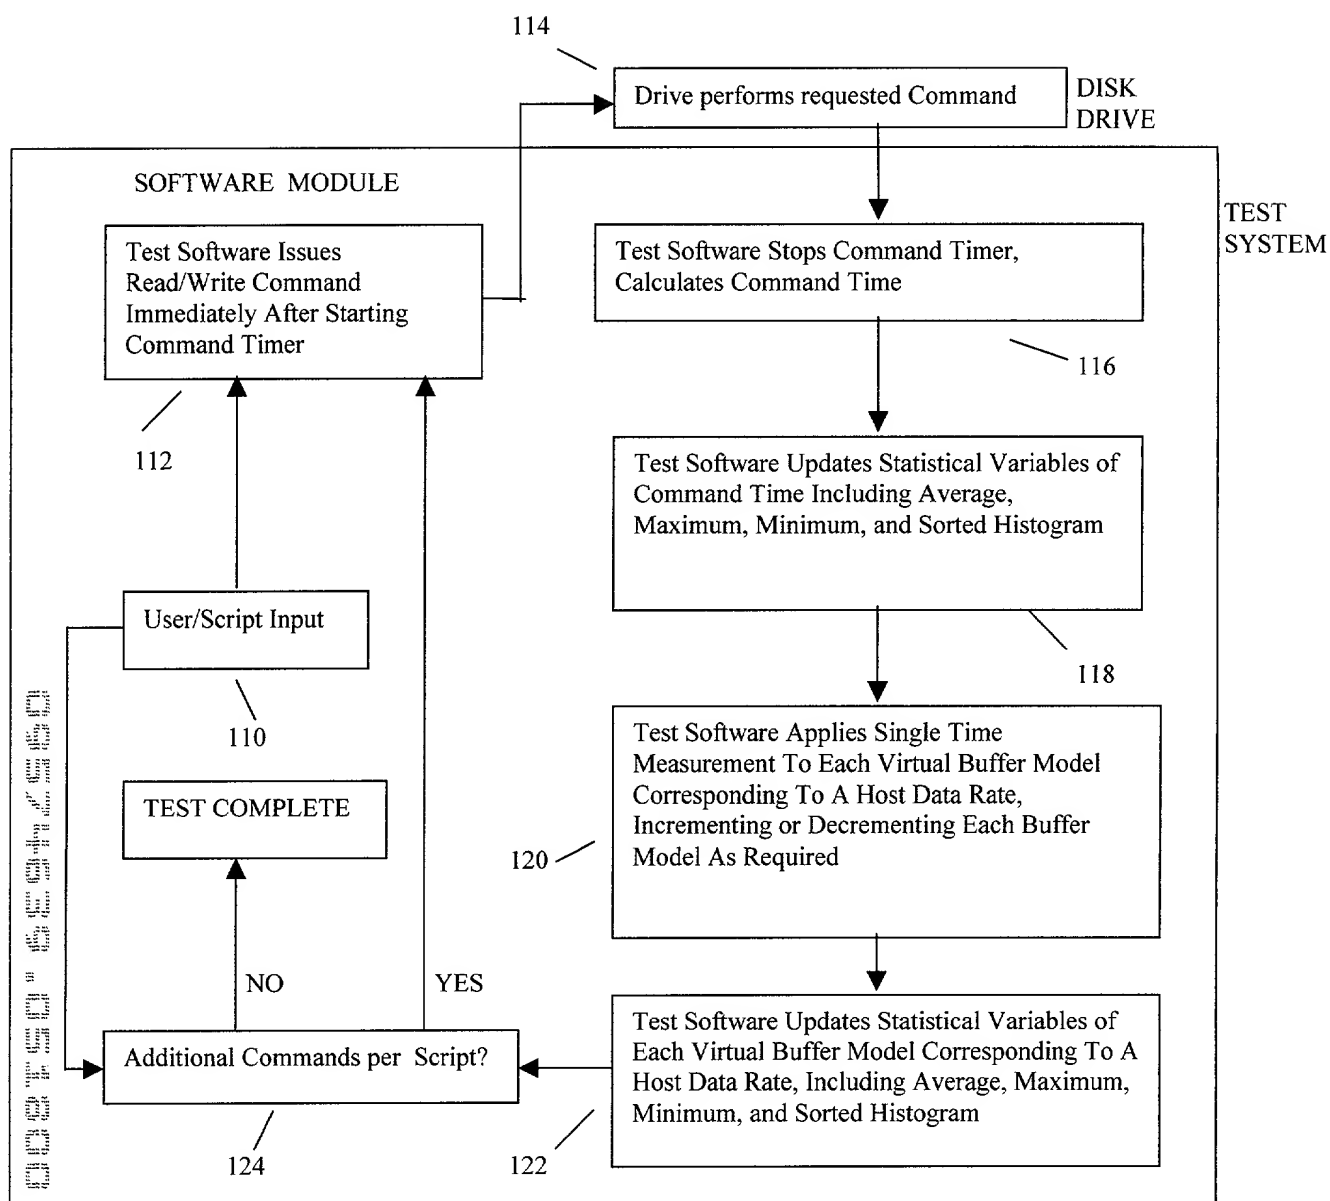 114
Drive performs requested Command
DISK
DRIVE
SOFTWARE MODULE
TEST
SYSTEM
Test Software Issues
Read/Write Command
Immediately After Starting
Command Timer
112
Test Software Stops Command Timer,
Calculates Command Time
116
Test Software Updates Statistical Variables of
Command Time Including Average,
Maximum, Minimum, and Sorted Histogram
118
User/Script Input
110
Test Software Applies Single Time
Measurement To Each Virtual Buffer Model
Corresponding To A Host Data Rate,
Incrementing or Decrementing Each Buffer
Model As Required
120
TEST COMPLETE
NO
YES
Additional Commands per Script?
124
Test Software Updates Statistical Variables of
Each Virtual Buffer Model Corresponding To A
Host Data Rate, Including Average, Maximum,
Minimum, and Sorted Histogram
122